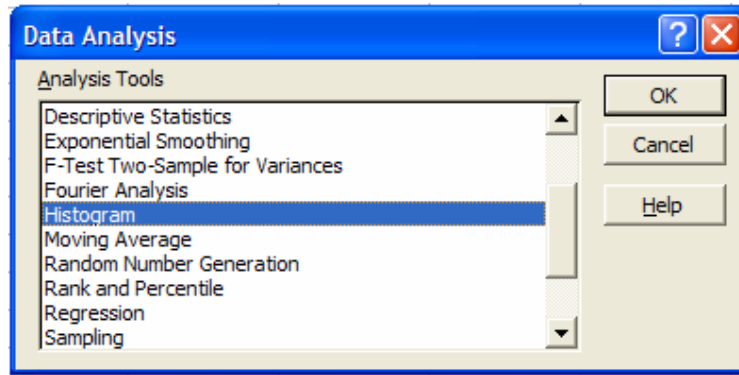 Data Analysis
Analysis Tools
Descriptive Statistics
Exponential Smoothing
F-Test Two-Sample for Variances
Fourier Analysis
Histogram
Moving Average
Random Number Generation
Rank and Percentile
Regression
Sampling
OK
Cancel
Help